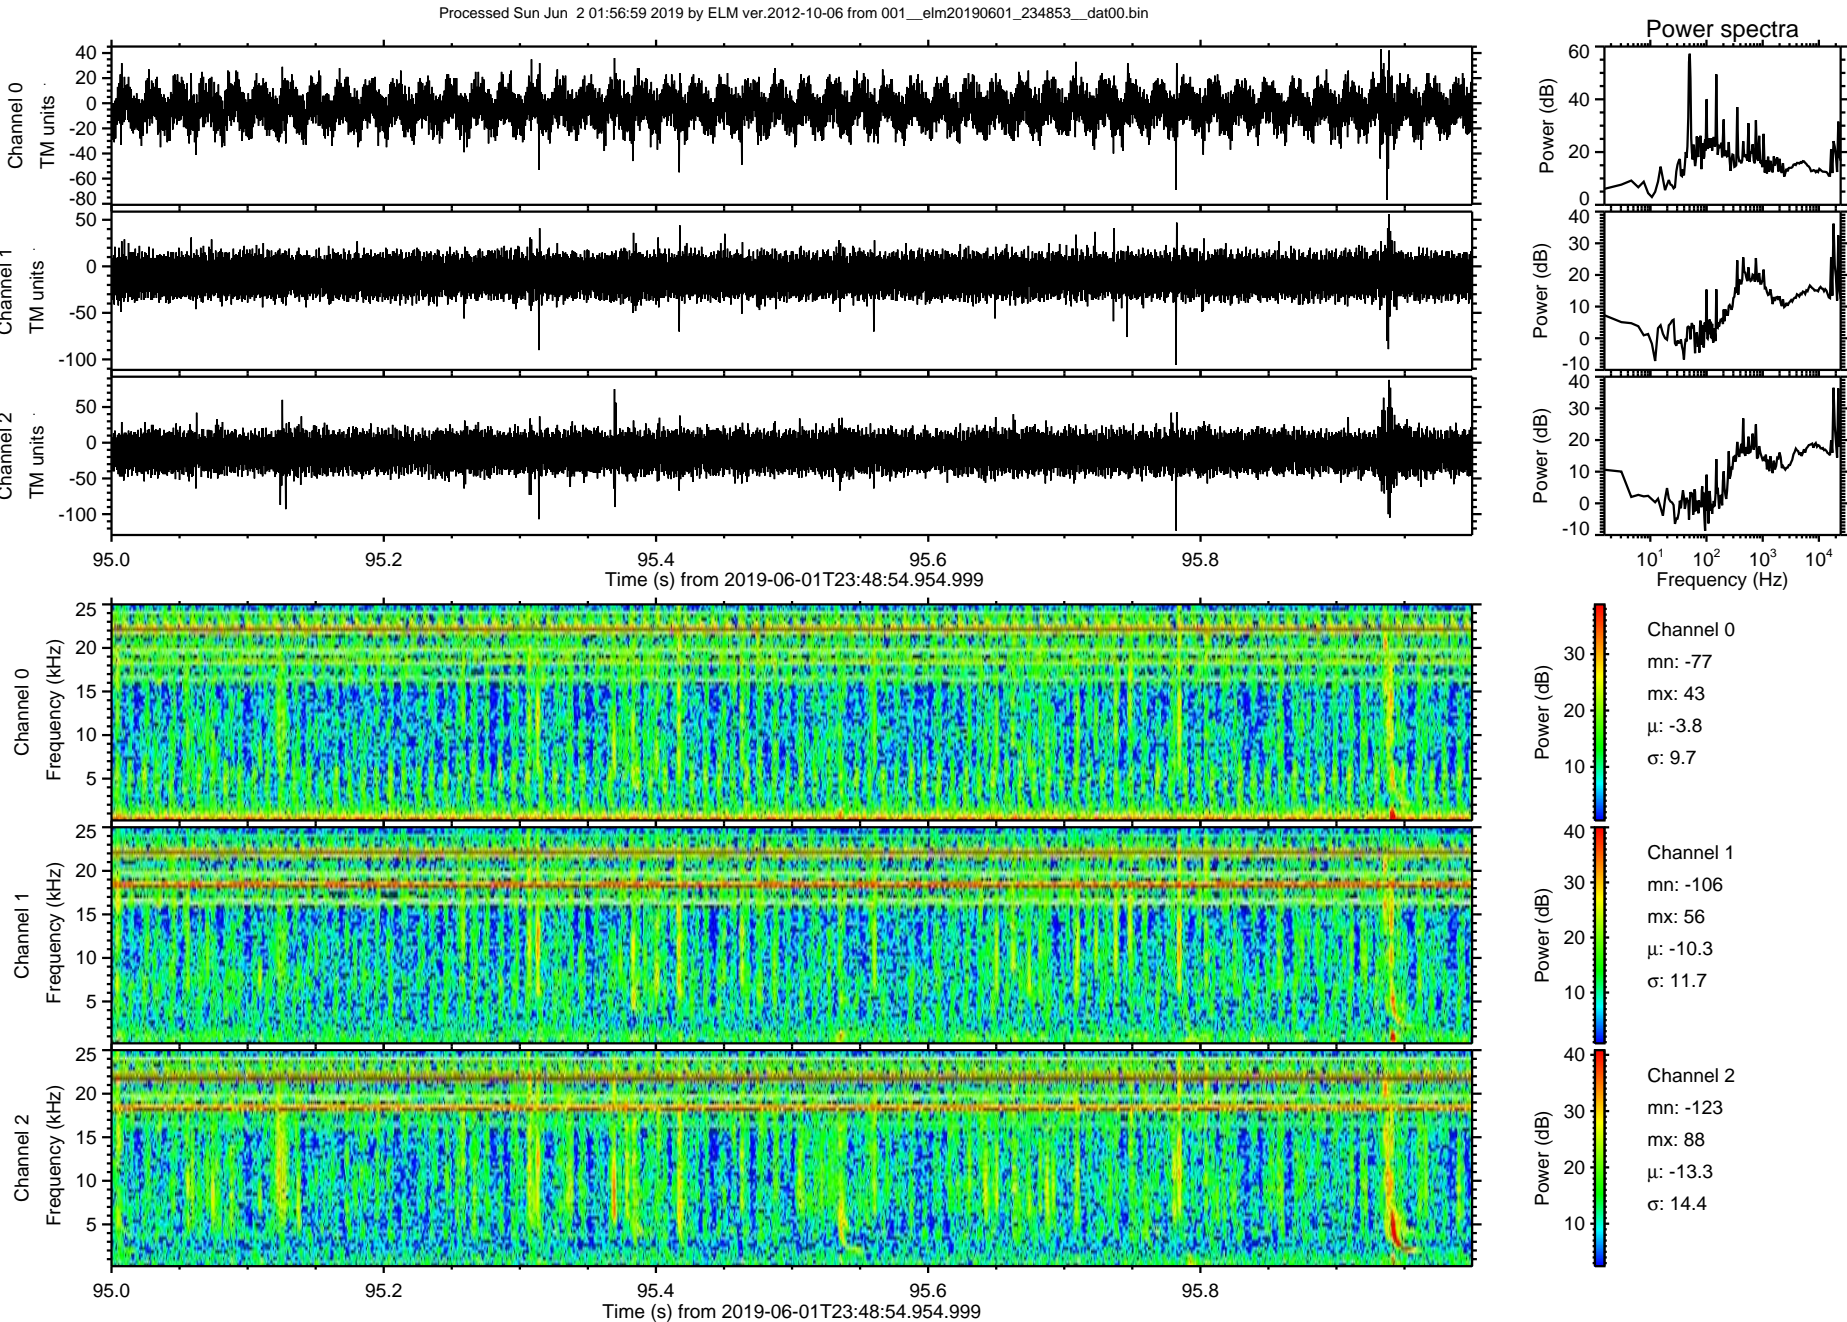 Processed Sun Jun  2 01:56:59 2019 by ELM ver.2012-10-06 from 001__elm20190601_234853__dat00.bin
Power spectra
Channel 0
TM units
40
20
0
-20
-40
-60
-80
Power (dB)
60
40
20
0
Channel 1
TM units
50
0
-50
-100
Power (dB)
40
30
20
10
0
-10
Channel 2
TM units
50
0
-50
-100
Power (dB)
40
30
20
10
0
-10
95.0 95.2 95.4 95.6 95.8
Time (s) from 2019-06-01T23:48:54.954.999
10^1 10^2 10^3 10^4
Frequency (Hz)
Channel 0
Frequency (kHz)
25
20
15
10
5
Power (dB)
30
20
10
Channel 0
mn: -77
mx: 43
µ: -3.8
σ: 9.7
Channel 1
Frequency (kHz)
25
20
15
10
5
Power (dB)
40
30
20
10
Channel 1
mn: -106
mx: 56
µ: -10.3
σ: 11.7
Channel 2
Frequency (kHz)
25
20
15
10
5
Power (dB)
40
30
20
10
Channel 2
mn: -123
mx: 88
µ: -13.3
σ: 14.4
95.0 95.2 95.4 95.6 95.8
Time (s) from 2019-06-01T23:48:54.954.999